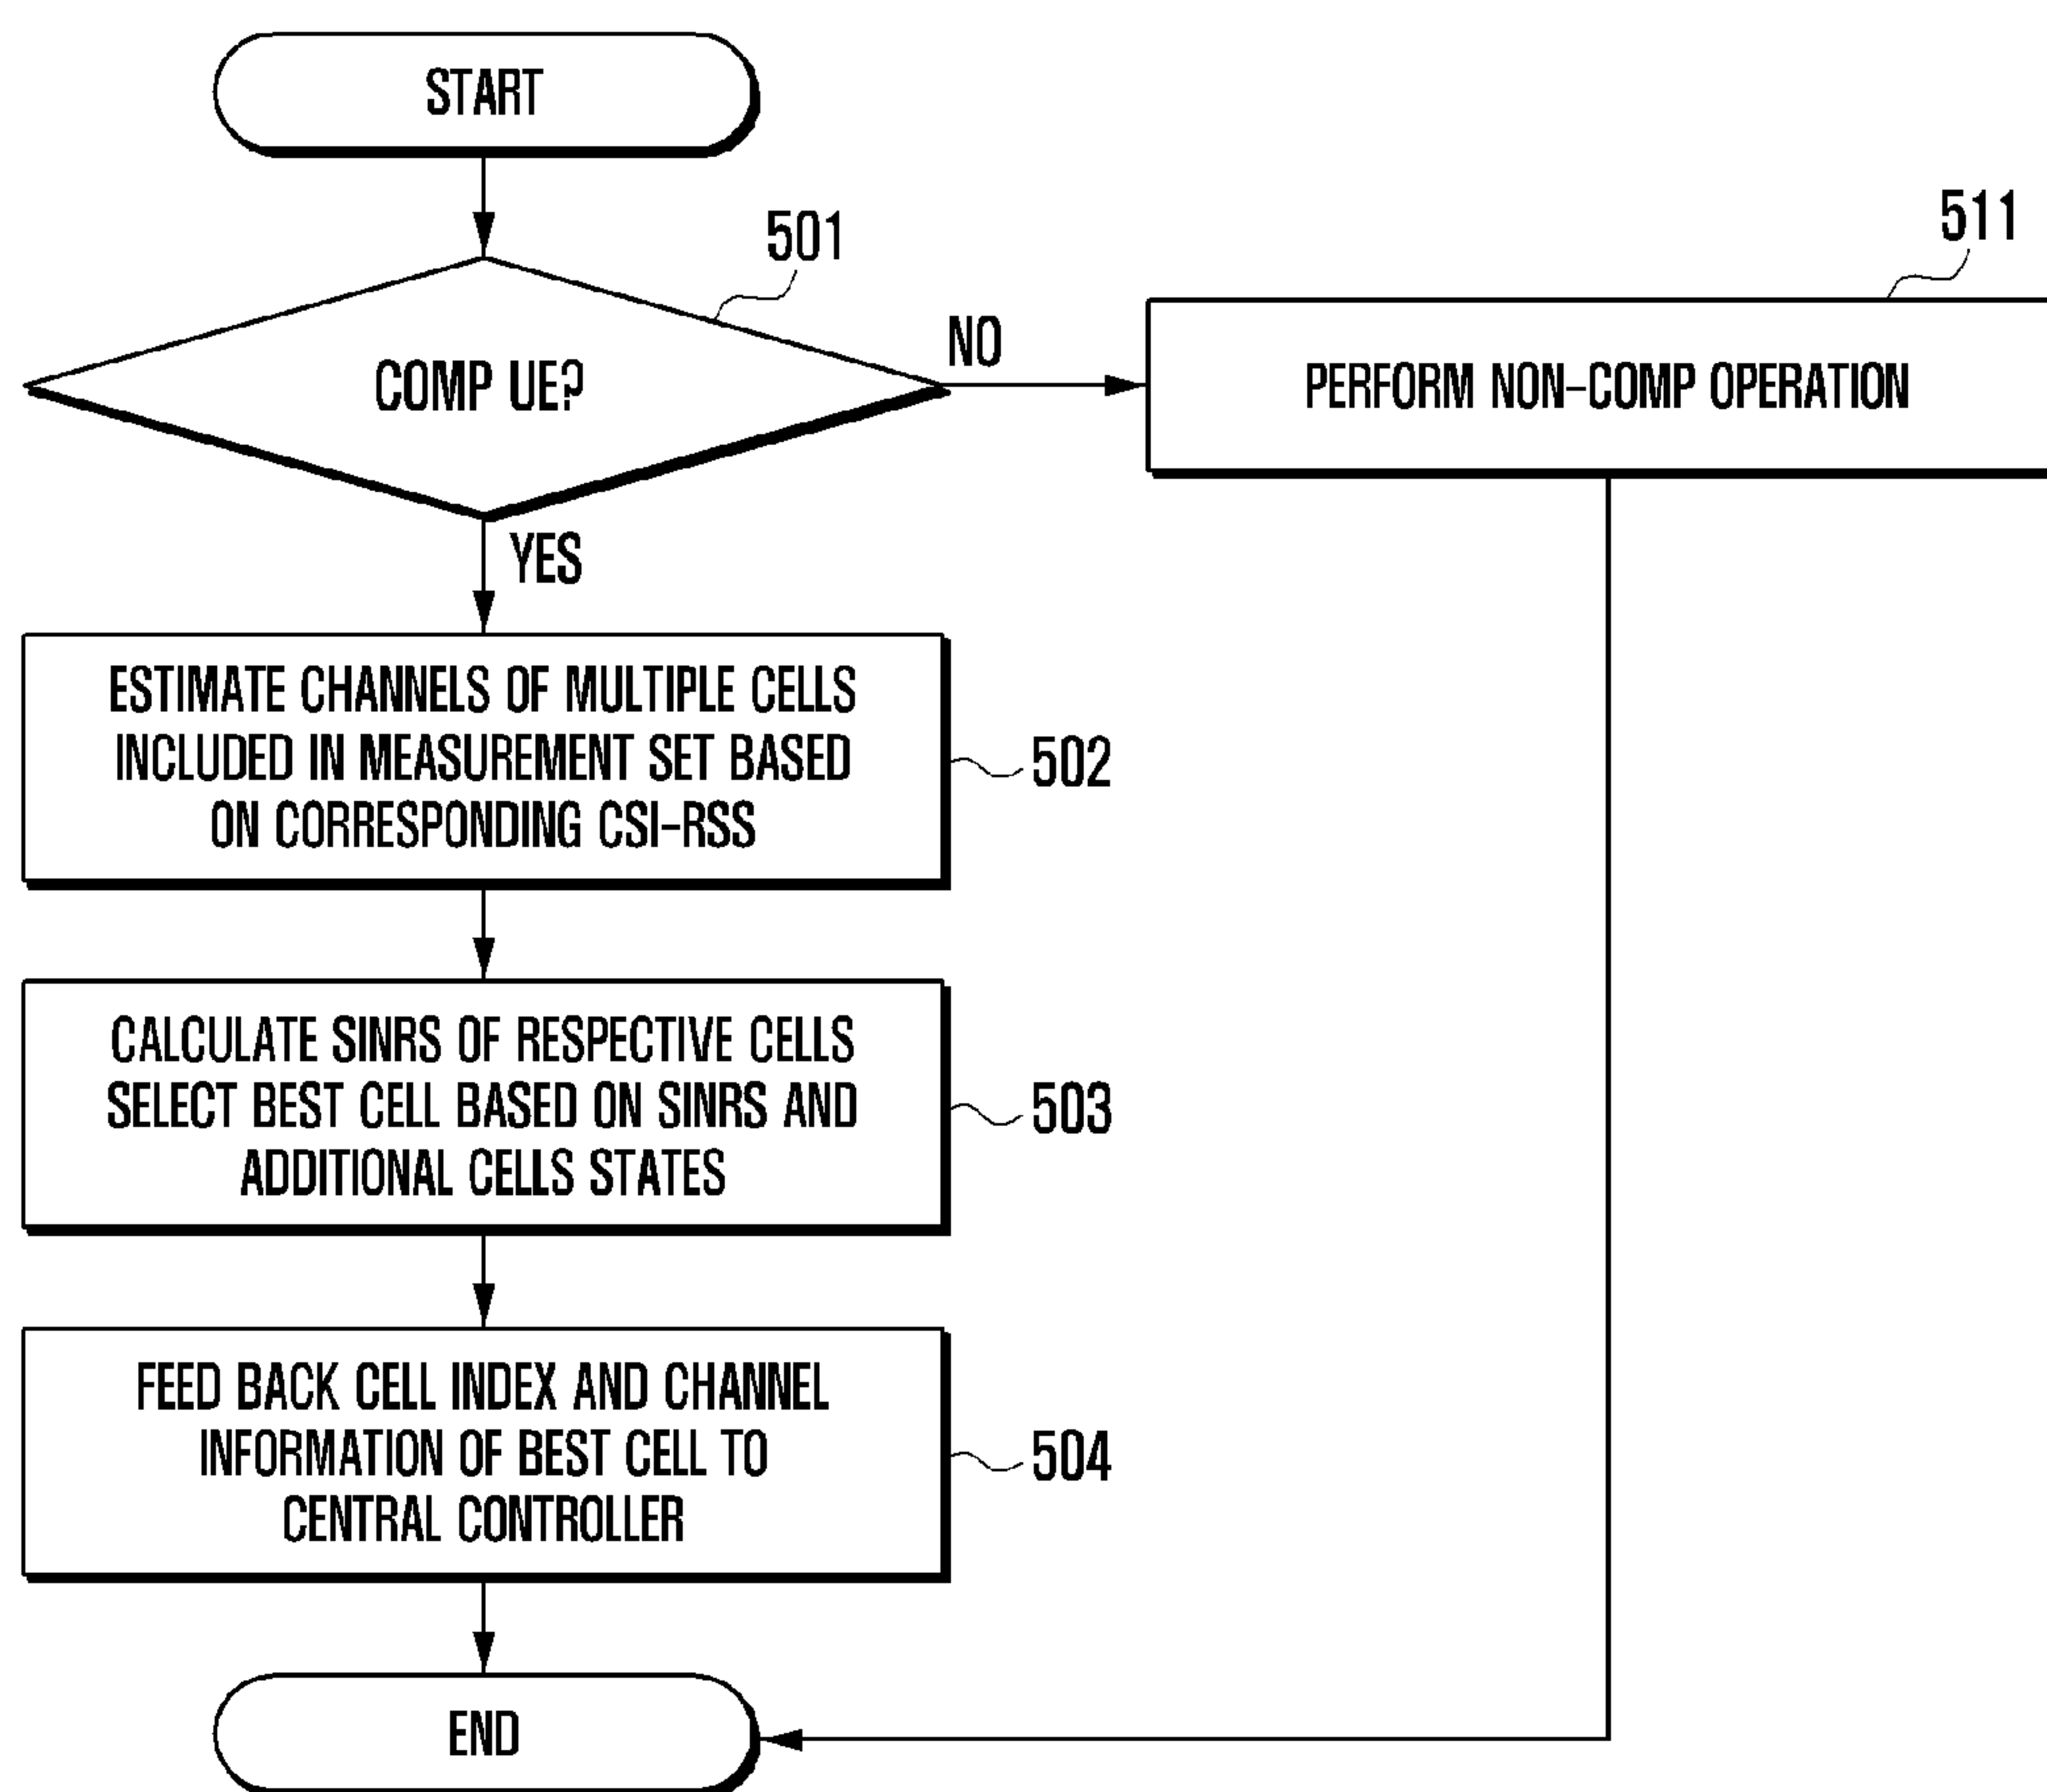 START
501
511
COMP UE?
NO
PERFORM NON-COMP OPERATION
YES
ESTIMATE CHANNELS OF MULTIPLE CELLS
INCLUDED IN MEASUREMENT SET BASED
ON CORRESPONDING CSI-RSS
502
CALCULATE SINRS OF RESPECTIVE CELLS
SELECT BEST CELL BASED ON SINRS AND
ADDITIONAL CELLS STATES
503
FEED BACK CELL INDEX AND CHANNEL
INFORMATION OF BEST CELL TO
CENTRAL CONTROLLER
504
END